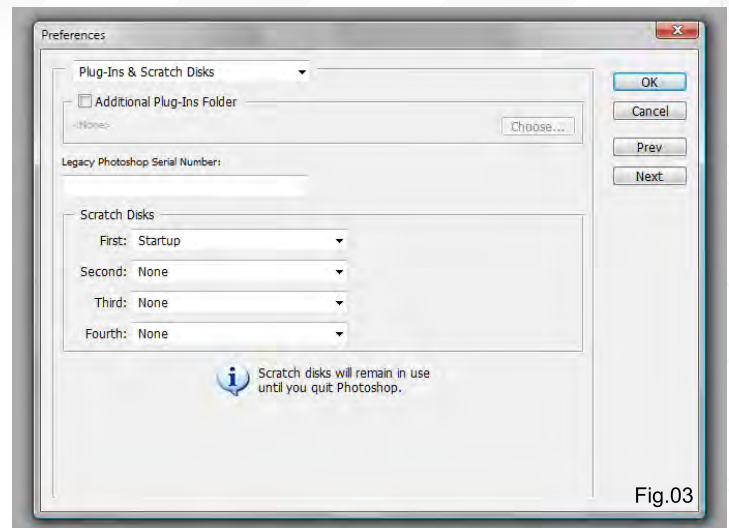 Preferences
Plug-Ins & Scratch Disks
OK
Additional Plug-Ins Folder
Cancel
<None>
Choose...
Prev
Legacy Photoshop Serial Number:
Next
Scratch Disks
First: Startup
Second: None
Third: None
Fourth: None
Scratch disks will remain in use
until you quit Photoshop.
Fig.03